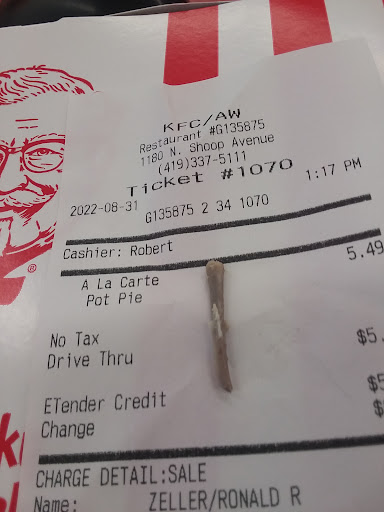 KFC/AW
Restaurant #G135875
1180 N. Shoop Avenue
(419)337-5111
Ticket #1070
2022-08-31 1:17 PM
G135875 2 34 1070
Cashier: Robert
A La Carte 5.49
Pot Pie
No Tax
Drive Thru $5.
ETender Credit $5
Change $
CHARGE DETAIL:SALE
Name: ZELLER/RONALD R
®